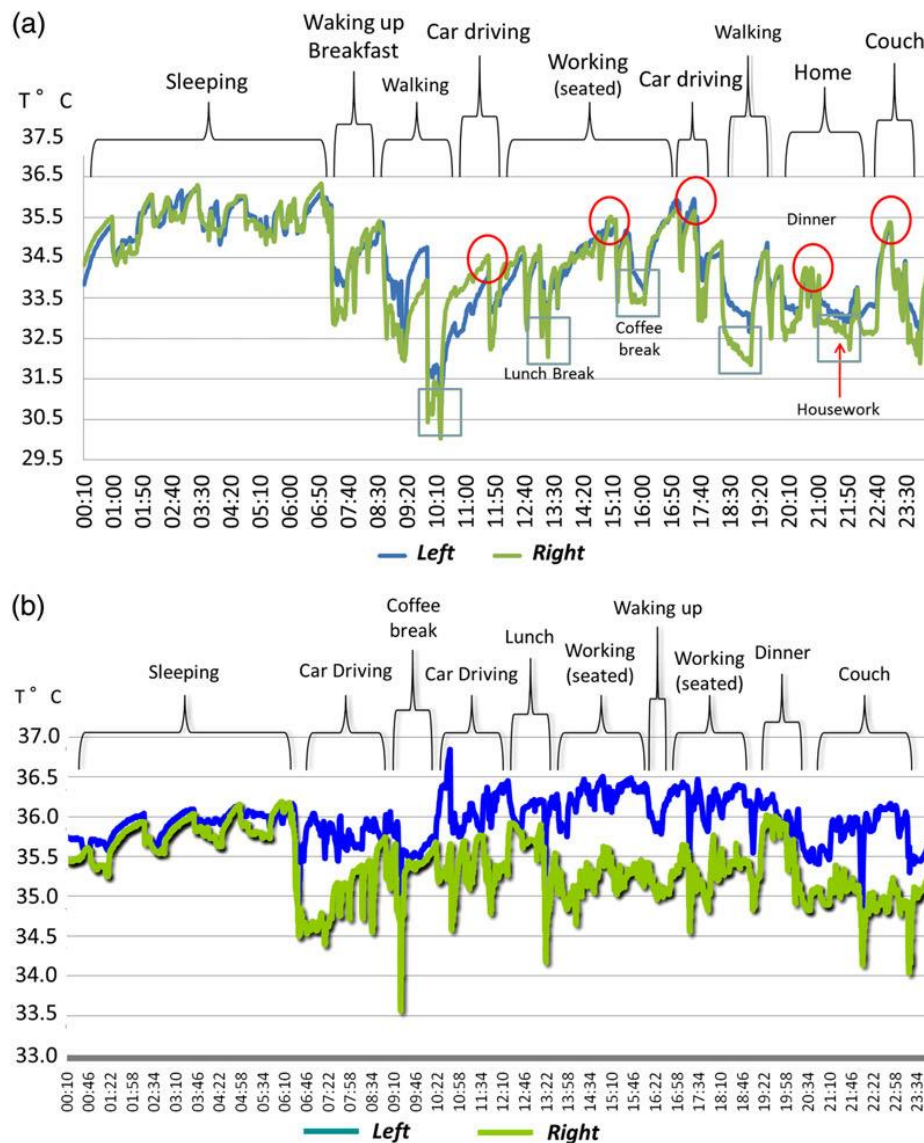 (a)
Waking up
Breakfast
Car driving
Walking
Couch
Sleeping
Walking
Working
(seated)
Car driving
Home
T° C
37.5
36.5
35.5
34.5
33.5
32.5
31.5
30.5
29.5
Dinner
Coffee
break
Lunch Break
Housework
00:10
01:00
01:50
02:40
03:30
04:20
05:10
06:00
06:50
07:40
08:30
09:20
10:10
11:00
11:50
12:40
13:30
14:20
15:10
16:00
16:50
17:40
18:30
19:20
20:10
21:00
21:50
22:40
23:30
Left Right
(b)
Coffee
break
Waking up
Lunch
Sleeping
Car Driving
Car Driving
Working
(seated)
Working
(seated)
Dinner
Couch
T° C
37.0
36.5
36.0
35.5
35.0
34.5
34.0
33.5
33.0
00:10
00:46
01:22
01:58
02:34
03:10
03:46
04:22
04:58
05:34
06:10
06:46
07:22
07:58
08:34
09:10
09:46
10:22
10:58
11:34
12:10
12:46
13:22
13:58
14:34
15:10
15:46
16:22
16:58
17:34
18:10
18:46
19:22
19:58
20:34
21:10
21:46
22:22
22:58
23:34
Left Right